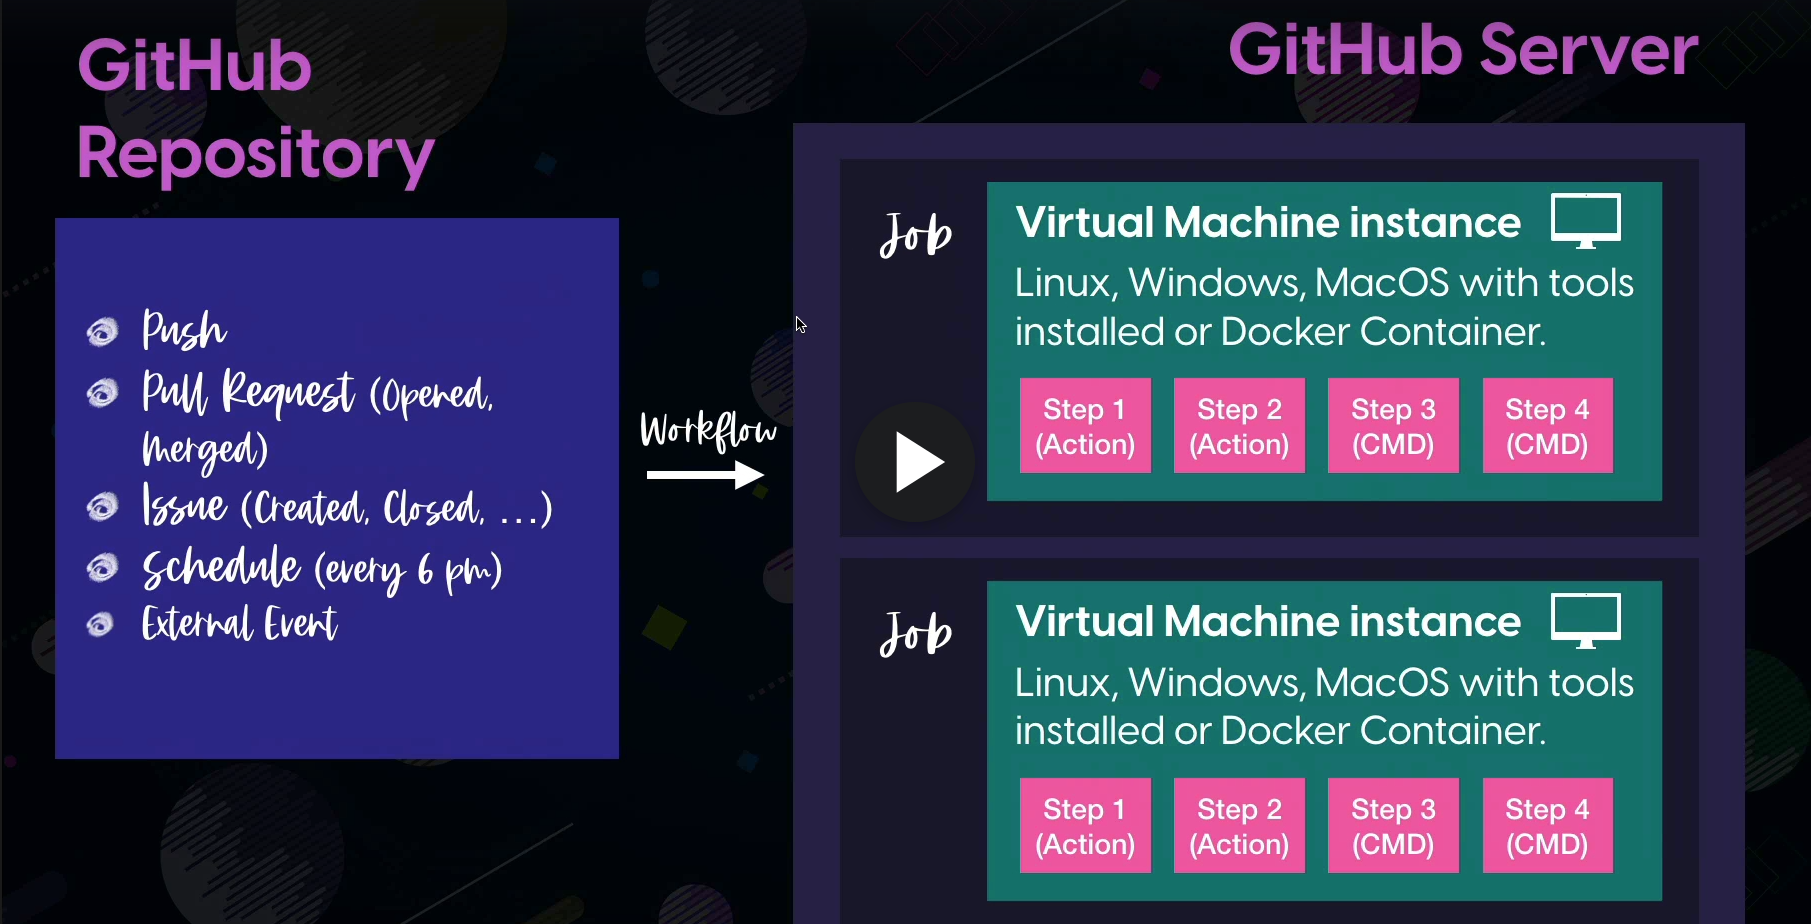 GitHub
Repository
Push
Pull Request (Opened,
Merged)
Issue (Created, Closed, ...)
Schedule (every 6 pm)
External Event
Workflow
GitHub Server
Job
Virtual Machine instance
Linux, Windows, MacOS with tools
installed or Docker Container.
Step 1
(Action)
Step 2
(Action)
Step 3
(CMD)
Step 4
(CMD)
Job
Virtual Machine instance
Linux, Windows, MacOS with tools
installed or Docker Container.
Step 1
(Action)
Step 2
(Action)
Step 3
(CMD)
Step 4
(CMD)